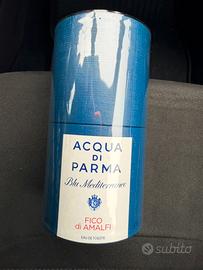 ACQUA
DI
PARMA
Blu Mediterraneo
FICO
di AMALFI
EAU DE TOILETTE
subito